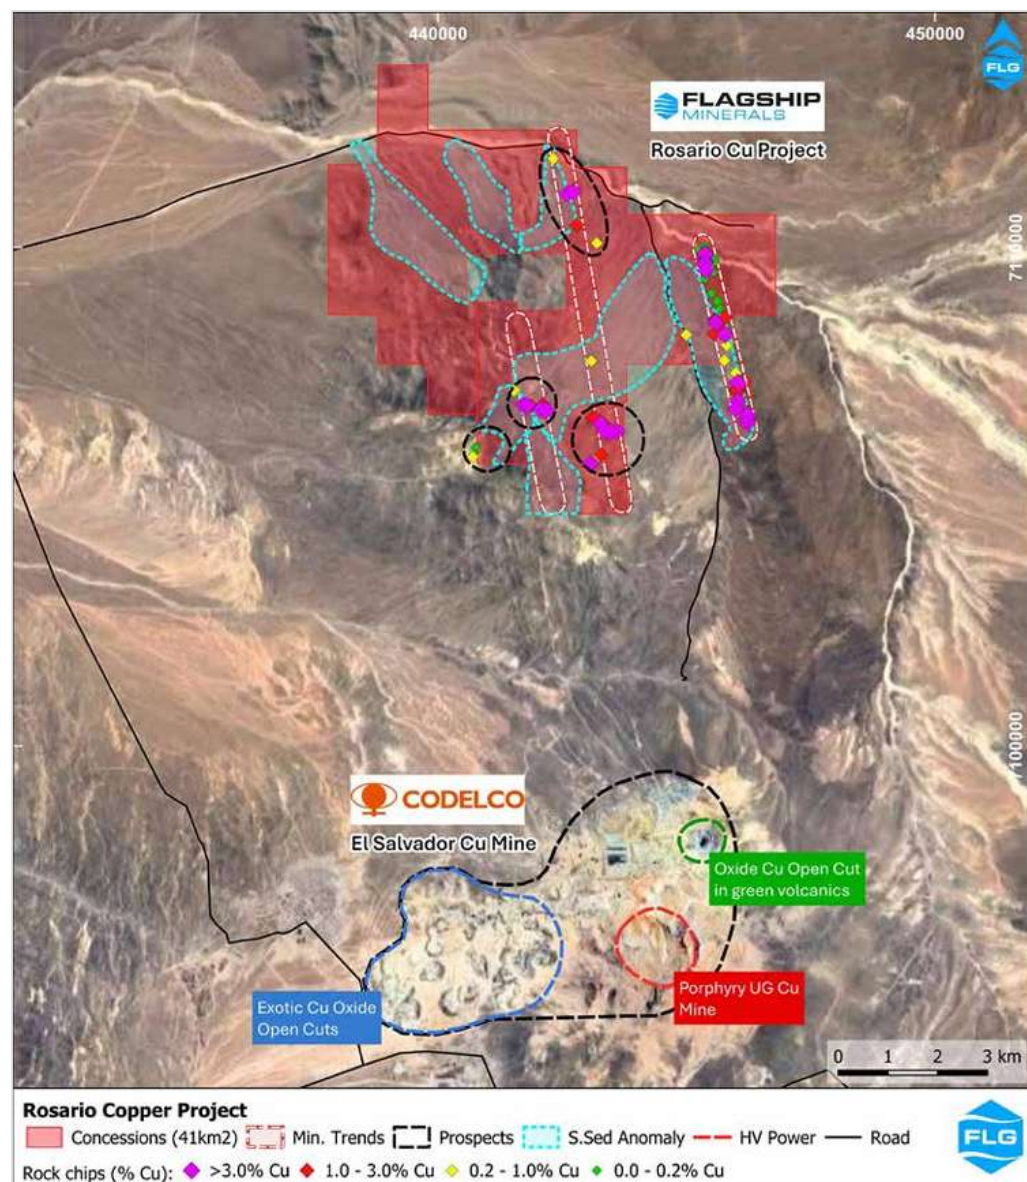 440000
450000
FLG
FLAGSHIP
MINERALS
Rosario Cu Project
7110000
7100000
CODELCO
El Salvador Cu Mine
Oxide Cu Open Cut
in green volcanics
Exotic Cu Oxide
Open Cuts
Porphyry UG Cu
Mine
0 1 2 3 km
Rosario Copper Project
Concessions (41km2) Min. Trends Prospects S.Sed Anomaly HV Power Road
Rock chips (% Cu): >3.0% Cu 1.0 - 3.0% Cu 0.2 - 1.0% Cu 0.0 - 0.2% Cu
FLG